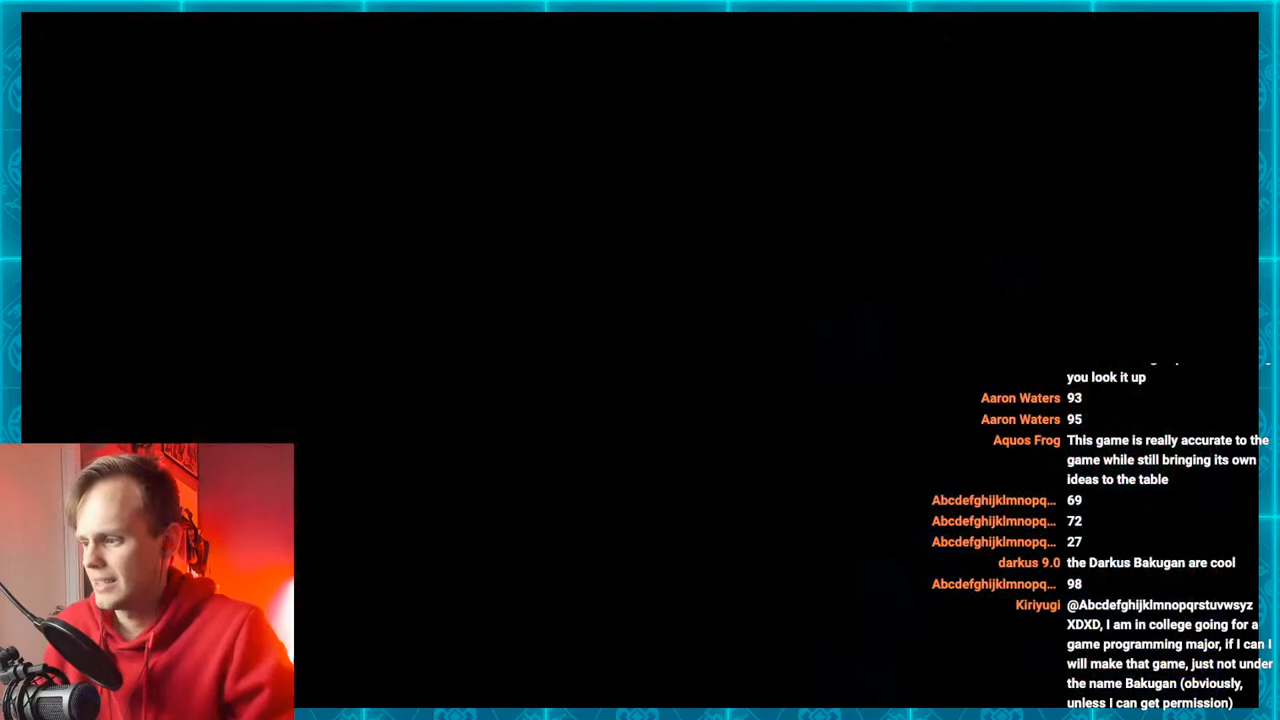 you look it up
Aaron Waters 93
Aaron Waters 95
Aquos Frog This game is really accurate to the
game while still bringing its own
ideas to the table
Abcdefghijklmnopq... 69
Abcdefghijklmnopq... 72
Abcdefghijklmnopq... 27
darkus 9.0 the Darkus Bakugan are cool
Abcdefghijklmnopq... 98
Kiriyugi @Abcdefghijklmnopqrstuvwsyz
XDXD, I am in college going for a
game programming major, if I can I
will make that game, just not under
the name Bakugan (obviously,
unless I can get permission)